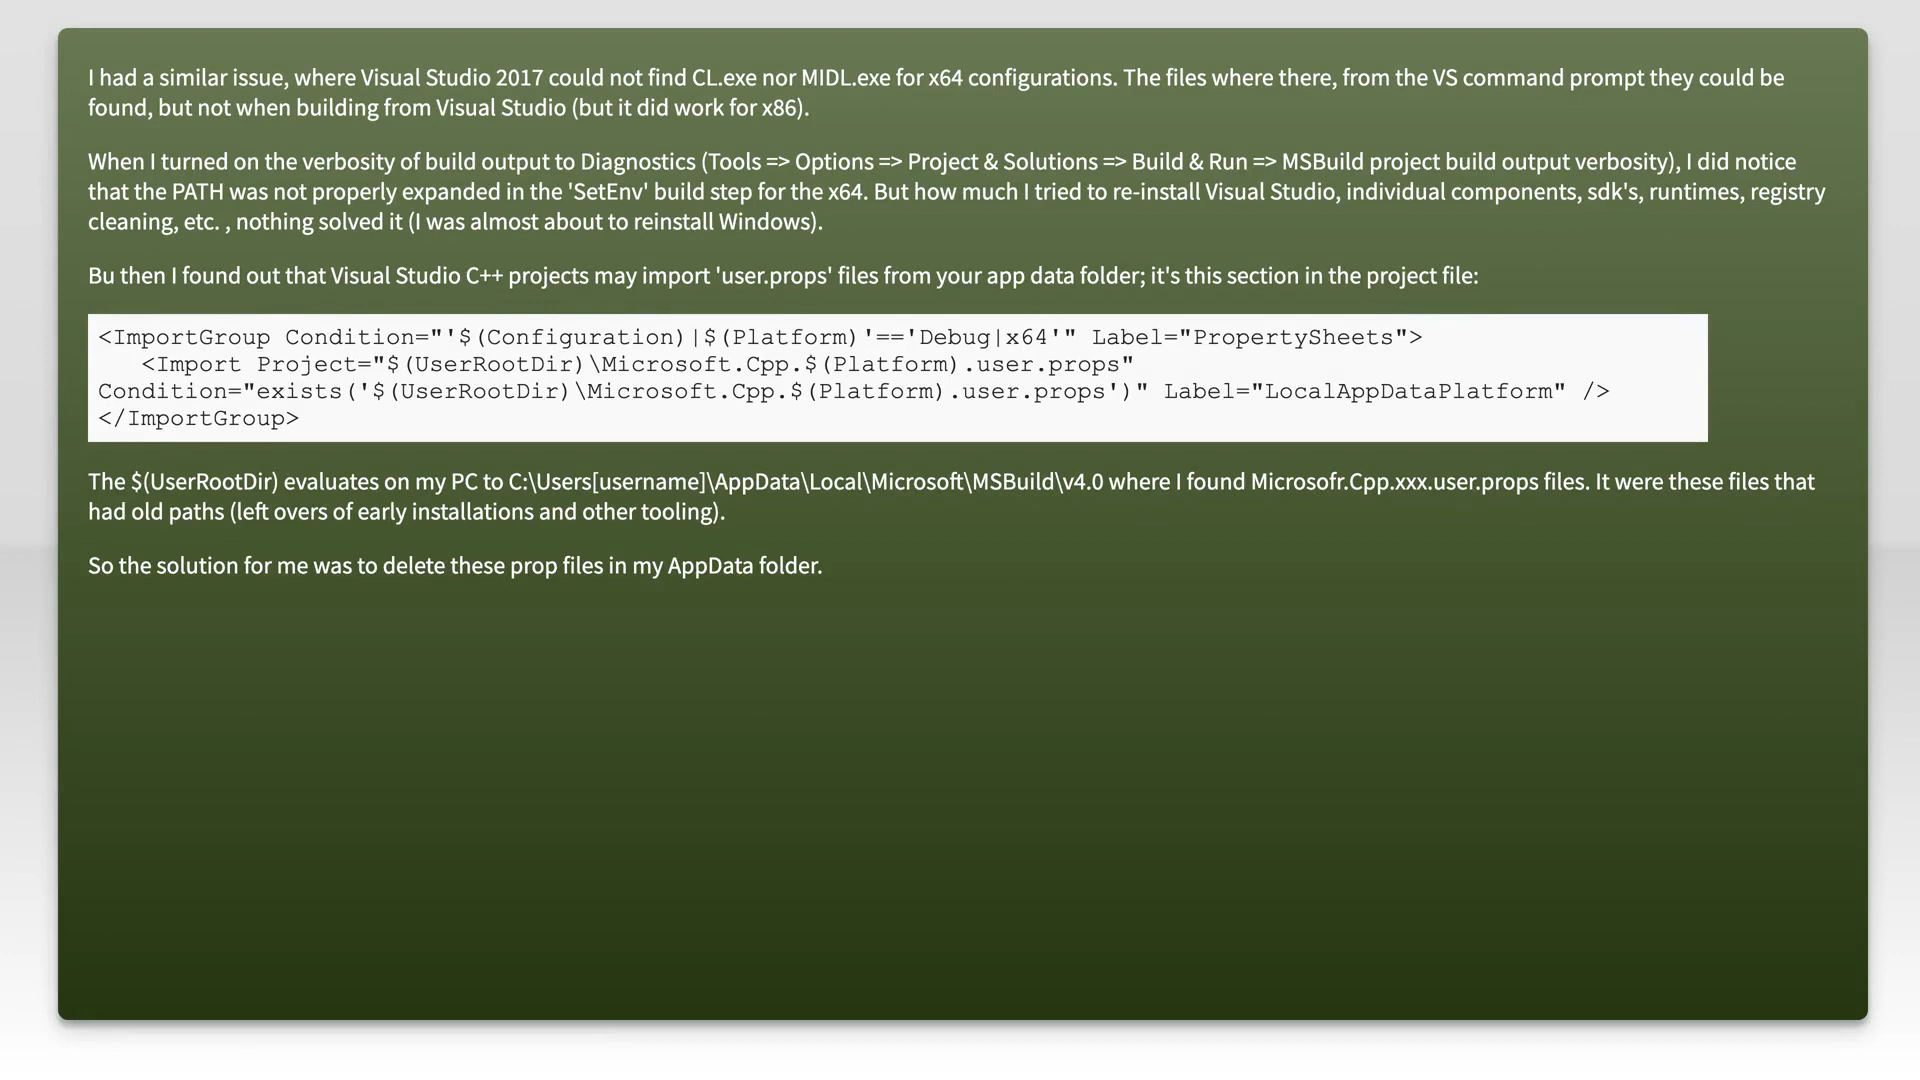 I had a similar issue, where Visual Studio 2017 could not find CL.exe nor MIDL.exe for x64 configurations. The files where there, from the VS command prompt they could be
found, but not when building from Visual Studio (but it did work for x86).
When I turned on the verbosity of build output to Diagnostics (Tools => Options => Project & Solutions => Build & Run => MSBuild project build output verbosity), I did notice
that the PATH was not properly expanded in the 'SetEnv' build step for the x64. But how much I tried to re-install Visual Studio, individual components, sdk's, runtimes, registry
cleaning, etc. , nothing solved it (I was almost about to reinstall Windows).
Bu then I found out that Visual Studio C++ projects may import 'user.props' files from your app data folder; it's this section in the project file:
<ImportGroup Condition="'$(Configuration)|$(Platform)'=='Debug|x64'" Label="PropertySheets">
   <Import Project="$(UserRootDir)\Microsoft.Cpp.$(Platform).user.props"
Condition="exists('$(UserRootDir)\Microsoft.Cpp.$(Platform).user.props')" Label="LocalAppDataPlatform" />
</ImportGroup>
The $(UserRootDir) evaluates on my PC to C:\Users[username]\AppData\Local\Microsoft\MSBuild\v4.0 where I found Microsofr.Cpp.xxx.user.props files. It were these files that
had old paths (left overs of early installations and other tooling).
So the solution for me was to delete these prop files in my AppData folder.